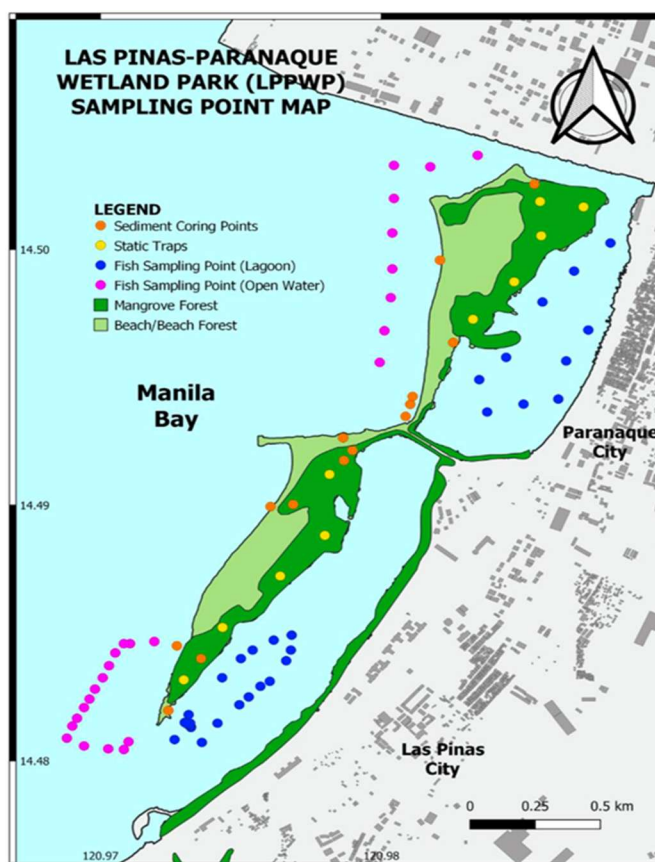 LAS PINAS-PARANAQUE
WETLAND PARK (LPPWP)
SAMPLING POINT MAP
LEGEND
Sediment Coring Points
Static Traps
Fish Sampling Point (Lagoon)
Fish Sampling Point (Open Water)
Mangrove Forest
Beach/Beach Forest
14.50
Manila
Bay
Paranaque
City
14.49
Las Pinas
City
14.48
0 0.25 0.5 km
120.97 120.98